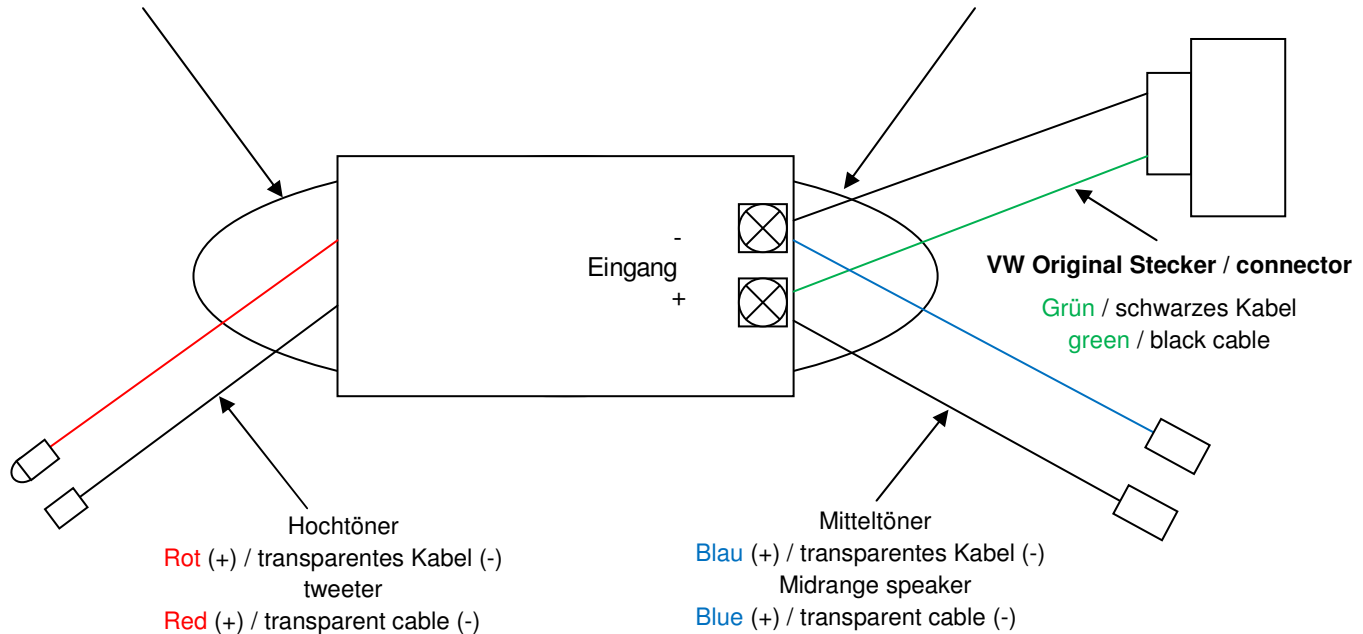 -
Eingang
+
VW Original Stecker / connector
Grün / schwarzes Kabel
green / black cable
Hochtöner
Rot (+) / transparentes Kabel (-)
tweeter
Red (+) / transparent cable (-)
Mitteltöner
Blau (+) / transparentes Kabel (-)
Midrange speaker
Blue (+) / transparent cable (-)